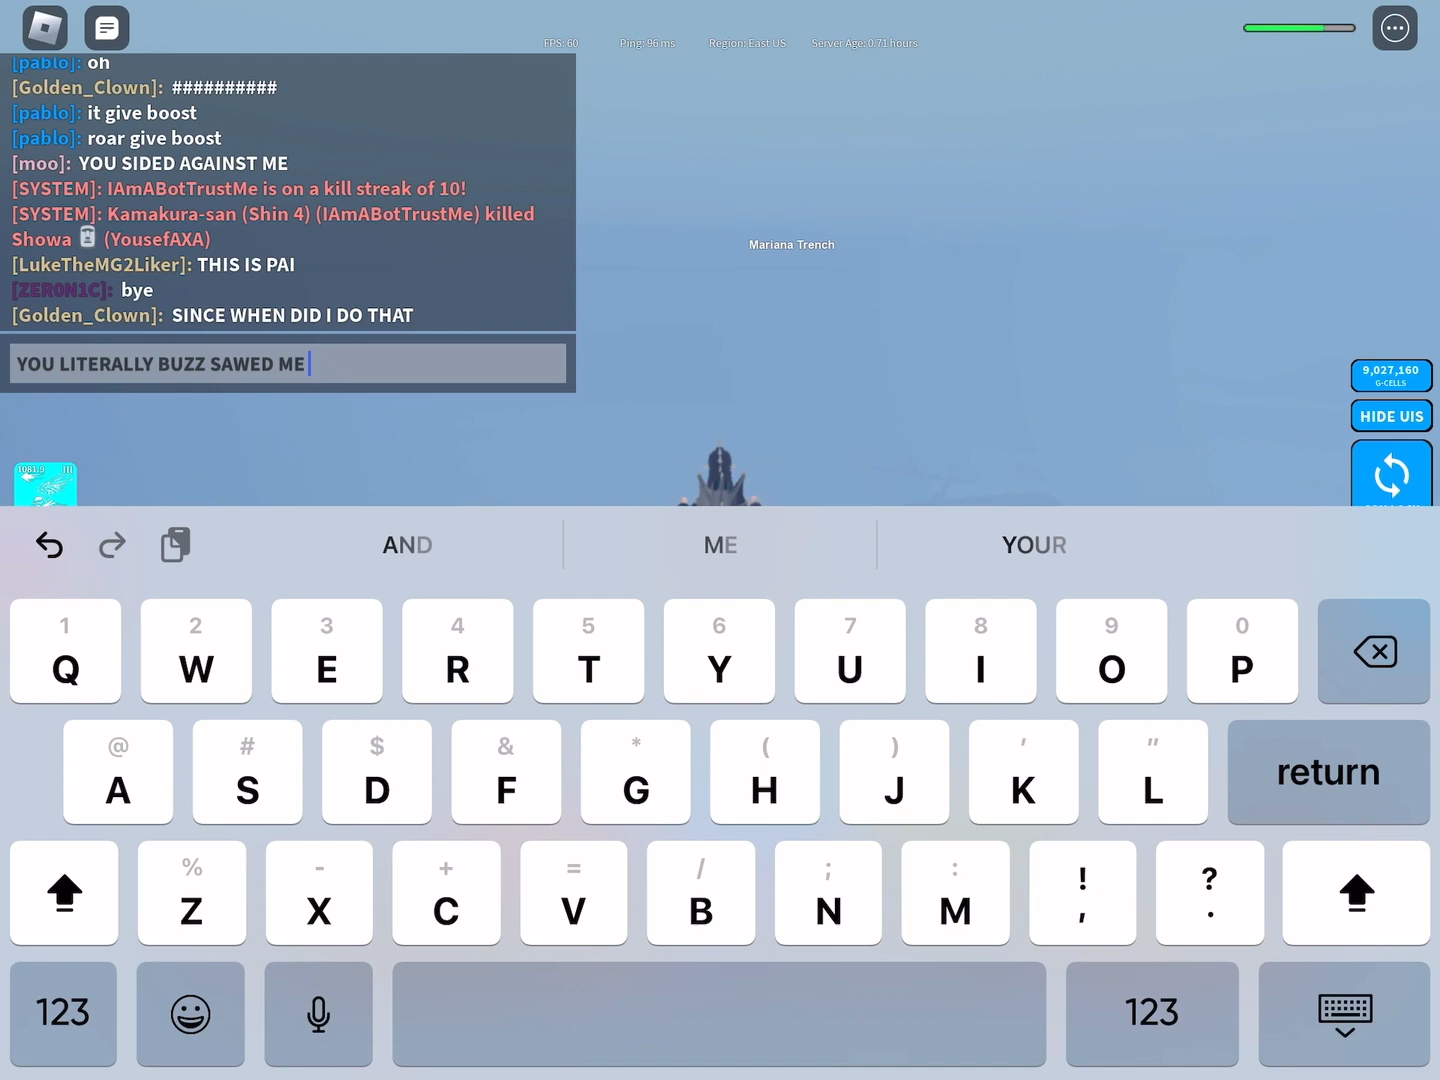 FPS: 60 Ping: 96 ms Region: East US Server Age: 0.71 hours
[pablo]: oh
[Golden_Clown]: ##########
[pablo]: it give boost
[pablo]: roar give boost
[moo]: YOU SIDED AGAINST ME
[SYSTEM]: IAmABotTrustMe is on a kill streak of 10!
[SYSTEM]: Kamakura-san (Shin 4) (IAmABotTrustMe) killed
Showa (YousefAXA)
[LukeTheMG2Liker]: THIS IS PAI
[ZER0N1C]: bye
[Golden_Clown]: SINCE WHEN DID I DO THAT
YOU LITERALLY BUZZ SAWED ME
Mariana Trench
9,027,160
G-CELLS
HIDE UIS
1081.9 III
AND ME YOUR
1 2 3 4 5 6 7 8 9 0
Q W E R T Y U I O P
@ # $ & * ( ) ' "
A S D F G H J K L return
% - + = / ; : ! ?
Z X C V B N M , .
123 123